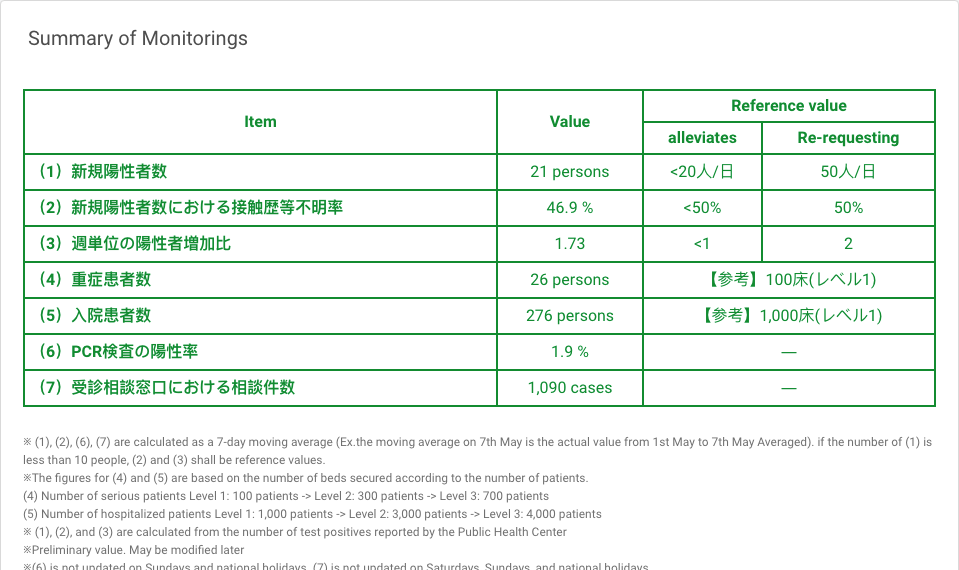 Summary of Monitorings
Item Value Reference value
alleviates Re-requesting
（1）新規陽性者数 21 persons <20人/日 50人/日
（2）新規陽性者数における接触歴等不明率 46.9 % <50% 50%
（3）週単位の陽性者増加比 1.73 <1 2
（4）重症患者数 26 persons 【参考】100床(レベル1)
（5）入院患者数 276 persons 【参考】1,000床(レベル1)
（6）PCR検査の陽性率 1.9 % —
（7）受診相談窓口における相談件数 1,090 cases —
※ (1), (2), (6), (7) are calculated as a 7-day moving average (Ex.the moving average on 7th May is the actual value from 1st May to 7th May Averaged). if the number of (1) is
less than 10 people, (2) and (3) shall be reference values.
※The figures for (4) and (5) are based on the number of beds secured according to the number of patients.
(4) Number of serious patients Level 1: 100 patients -> Level 2: 300 patients -> Level 3: 700 patients
(5) Number of hospitalized patients Level 1: 1,000 patients -> Level 2: 3,000 patients -> Level 3: 4,000 patients
※ (1), (2), and (3) are calculated from the number of test positives reported by the Public Health Center
※Preliminary value. May be modified later
※(6) is not updated on Sundays and national holidays, (7) is not updated on Saturdays, Sundays, and national holidays